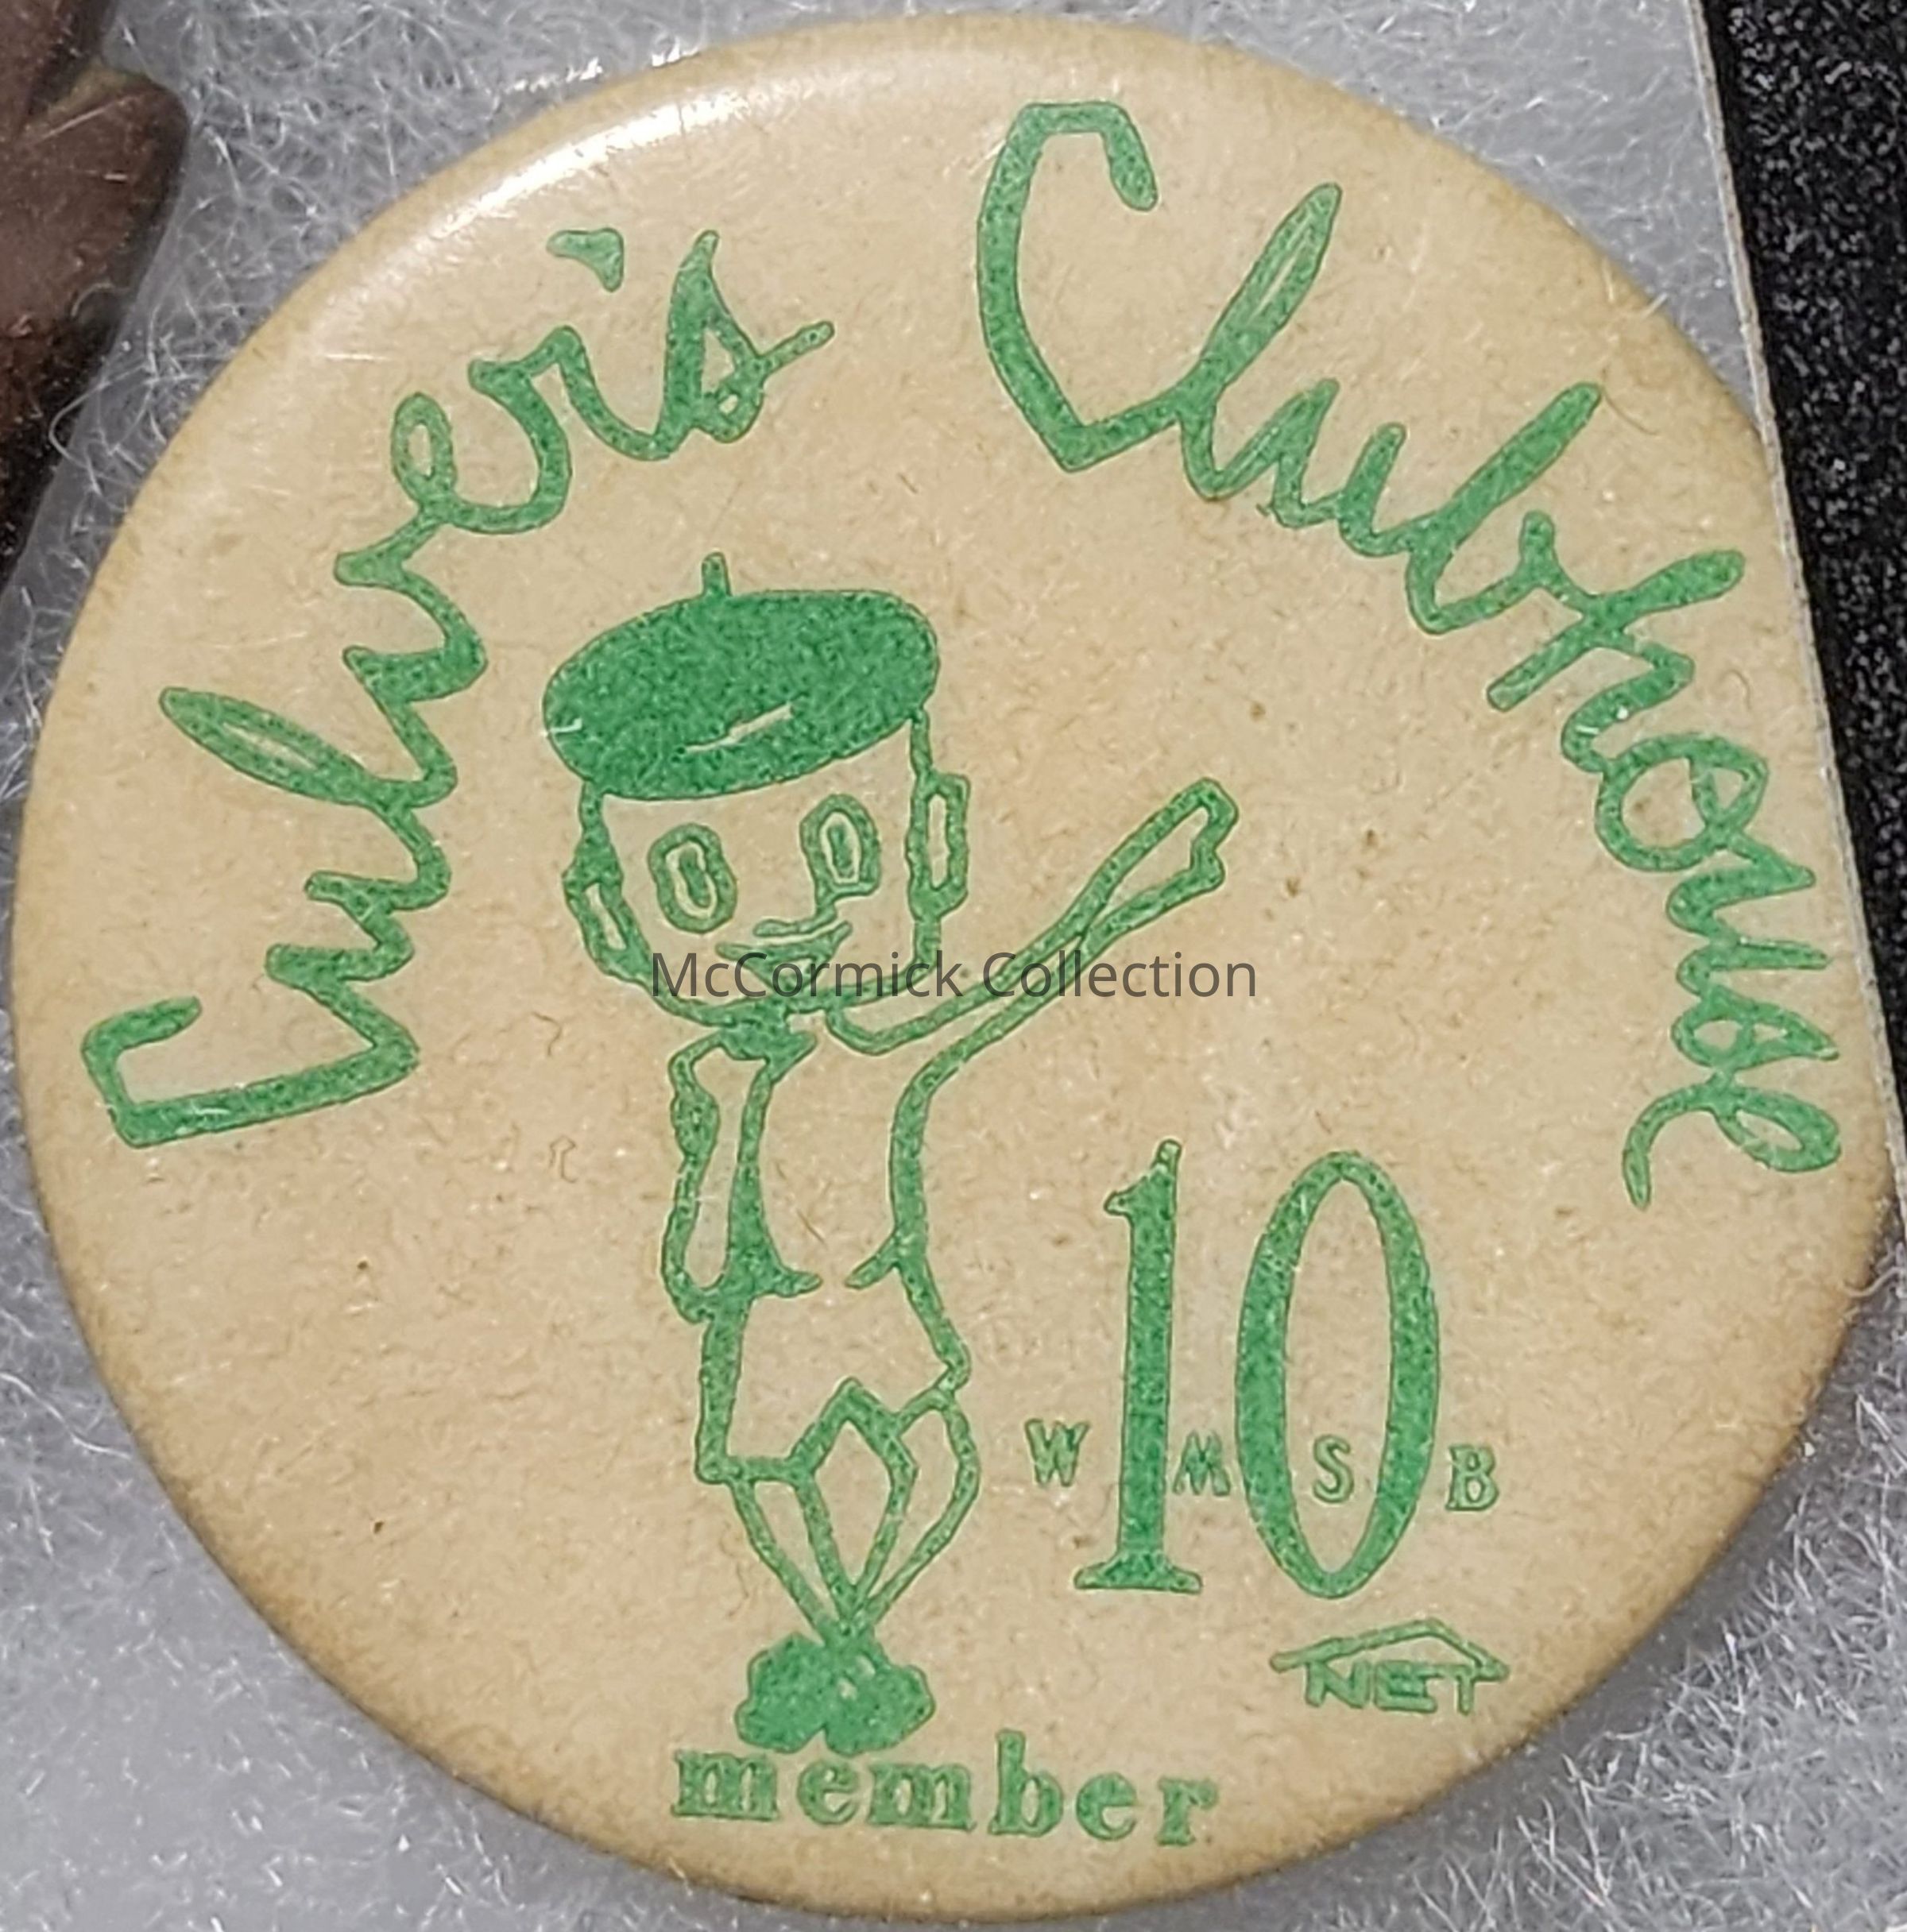 Culver's Clubhouse
McCormick Collection
10
W M S B
NET
member